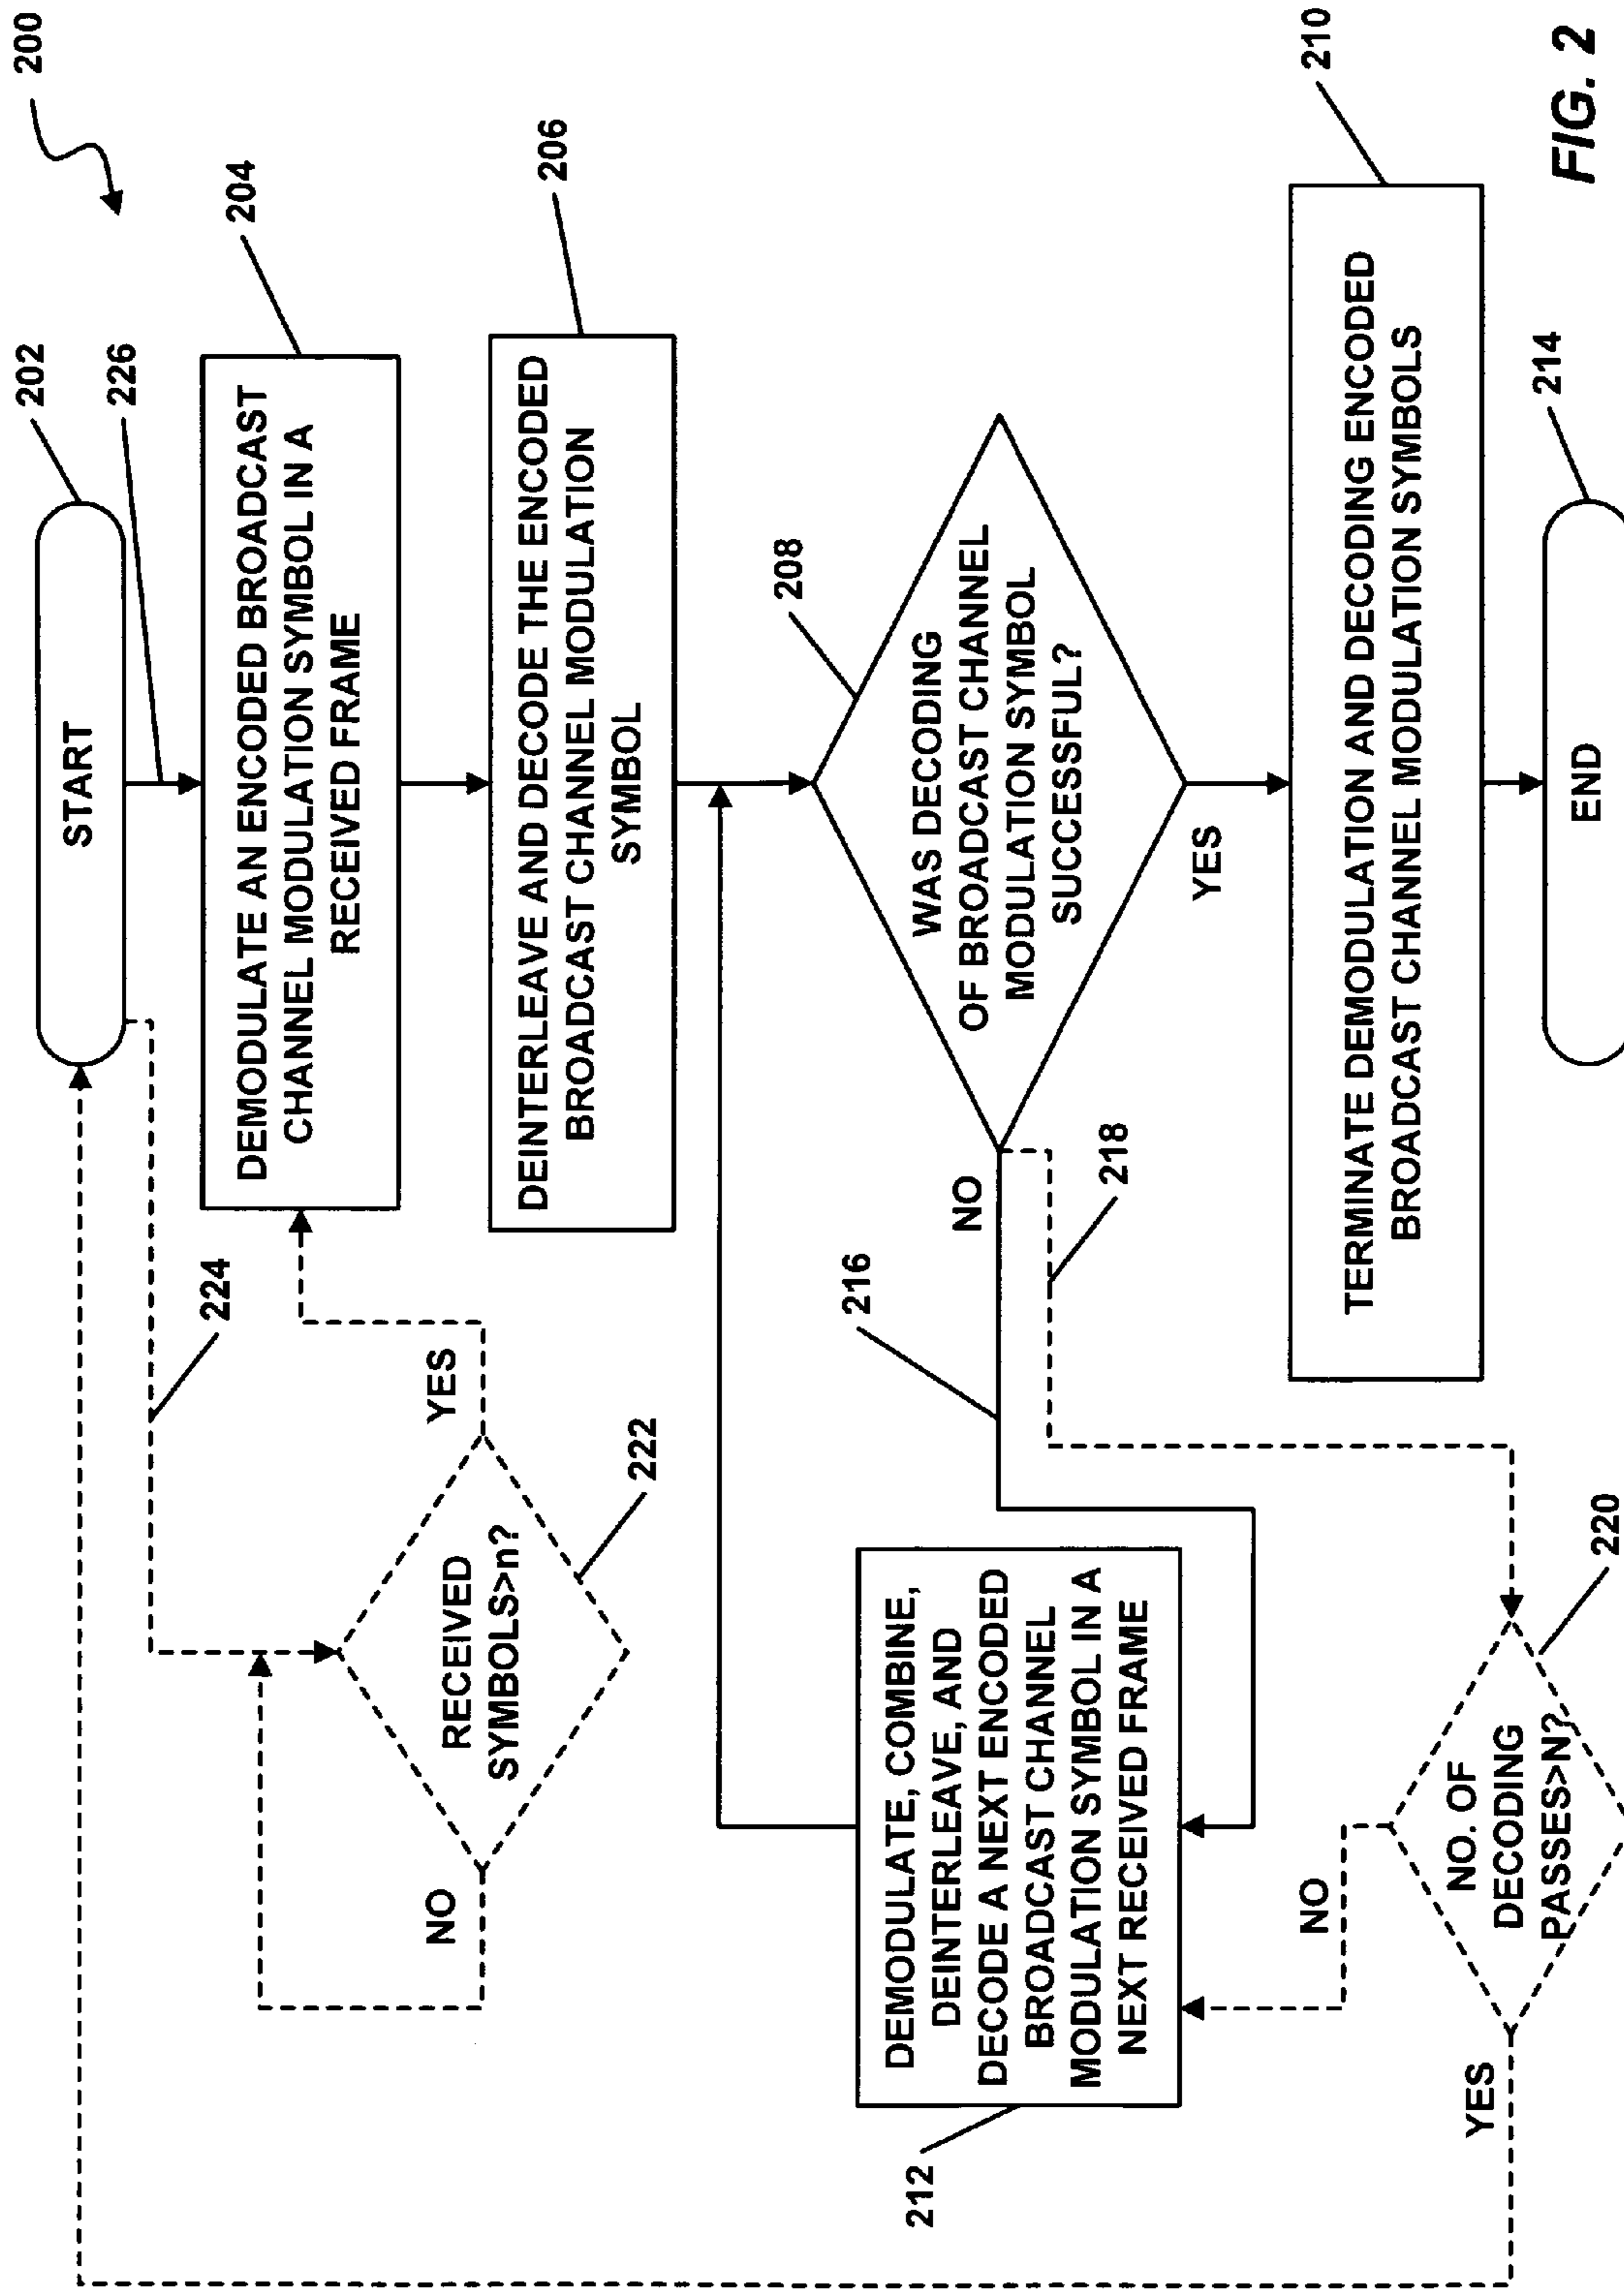 200
START
202
226
224
DEMODULATE AN ENCODED BROADCAST
CHANNEL MODULATION SYMBOL IN A
RECEIVED FRAME
204
RECEIVED
SYMBOLS>n?
YES
NO
222
DEINTERLEAVE AND DECODE THE ENCODED
BROADCAST CHANNEL MODULATION
SYMBOL
206
WAS DECODING
OF BROADCAST CHANNEL
MODULATION SYMBOL
SUCCESSFUL?
208
NO
YES
216
218
DEMODULATE, COMBINE,
DEINTERLEAVE, AND
DECODE A NEXT ENCODED
BROADCAST CHANNEL
MODULATION SYMBOL IN A
NEXT RECEIVED FRAME
212
TERMINATE DEMODULATION AND DECODING ENCODED
BROADCAST CHANNEL MODULATION SYMBOLS
210
NO
NO. OF
DECODING
PASSES>N?
YES
220
END
214
FIG. 2